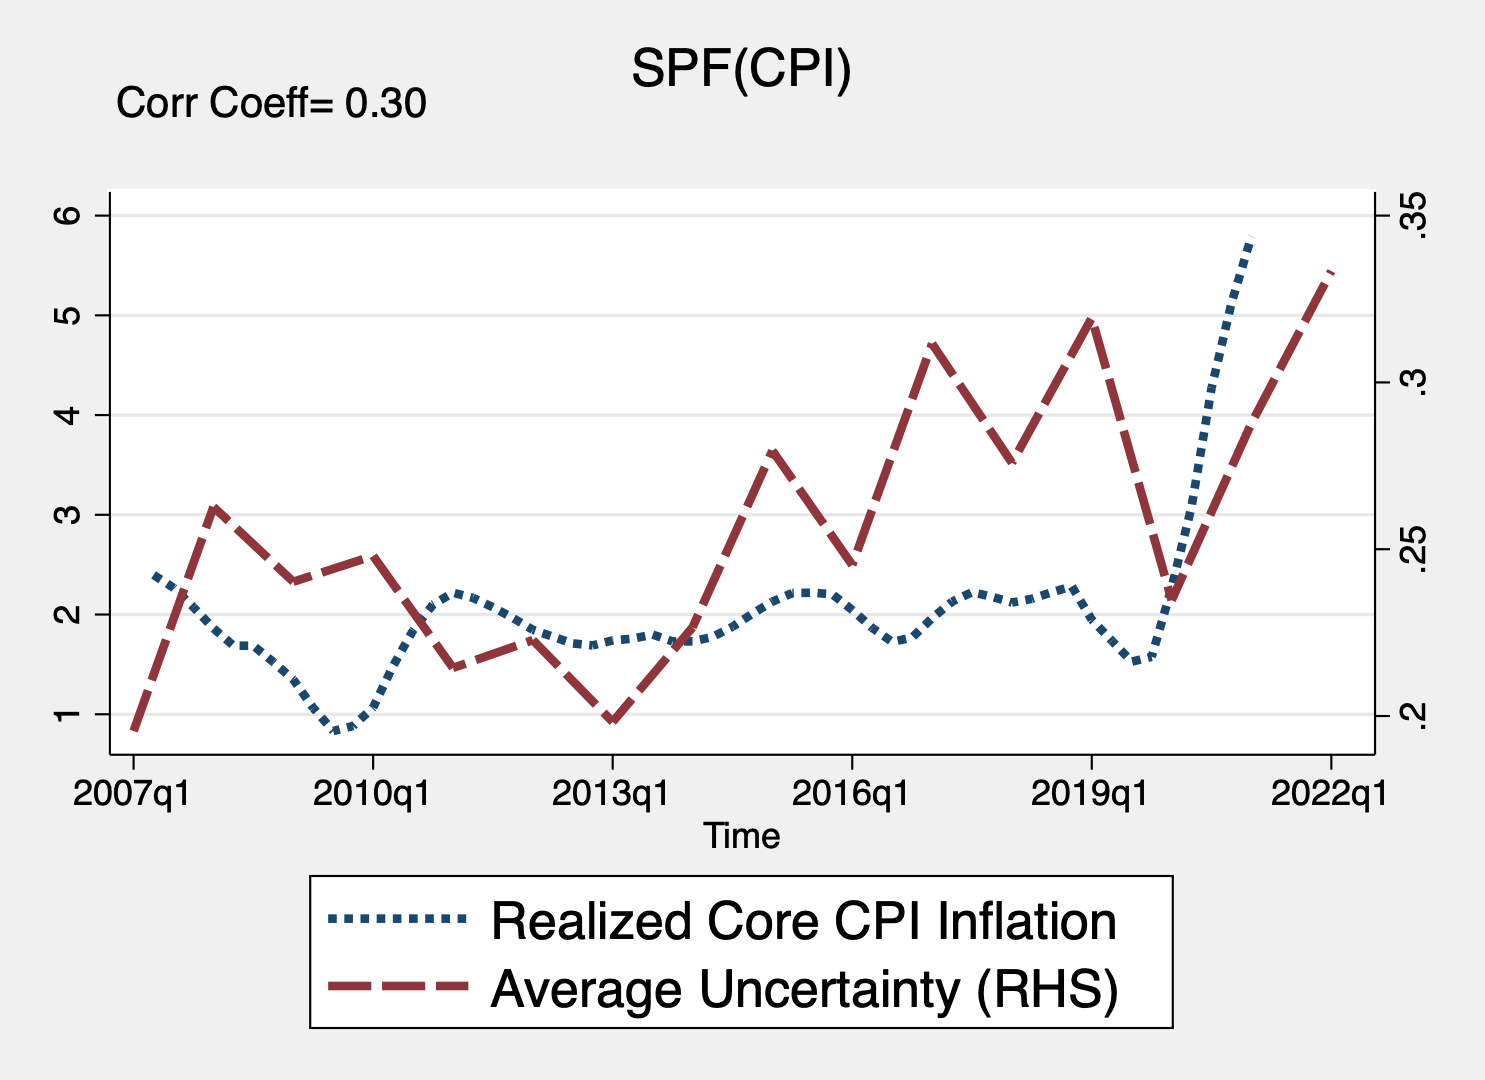 SPF(CPI)
Corr Coeff= 0.30
6
5
4
3
2
1
.35
.3
.25
.2
2007q1 2010q1 2013q1 2016q1 2019q1 2022q1
Time
Realized Core CPI Inflation
Average Uncertainty (RHS)